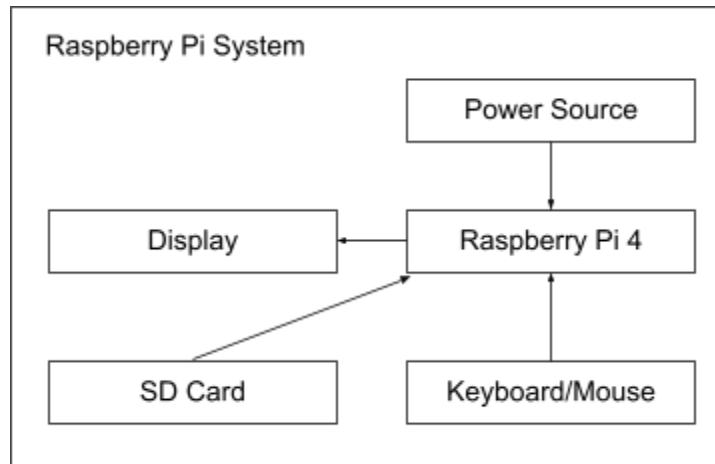 Raspberry Pi System
Power Source
Display
Raspberry Pi 4
SD Card
Keyboard/Mouse